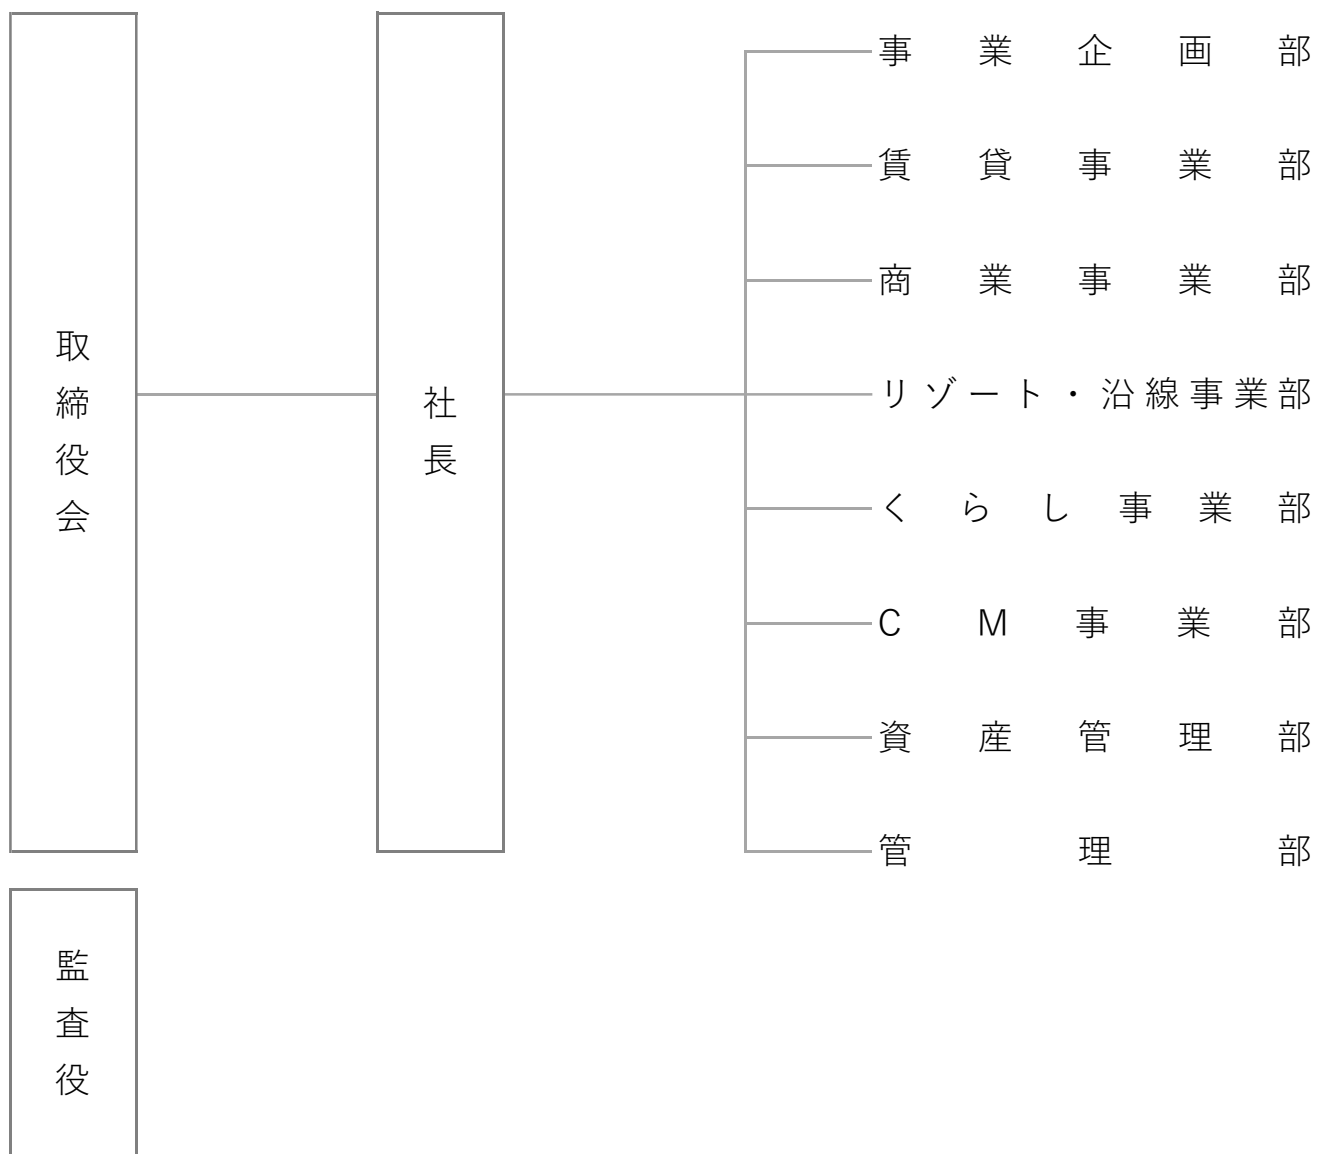 取締役会
社長
事業企画部
賃貸事業部
商業事業部
リゾート・沿線事業部
くらし事業部
CM事業部
資産管理部
管理部
監査役